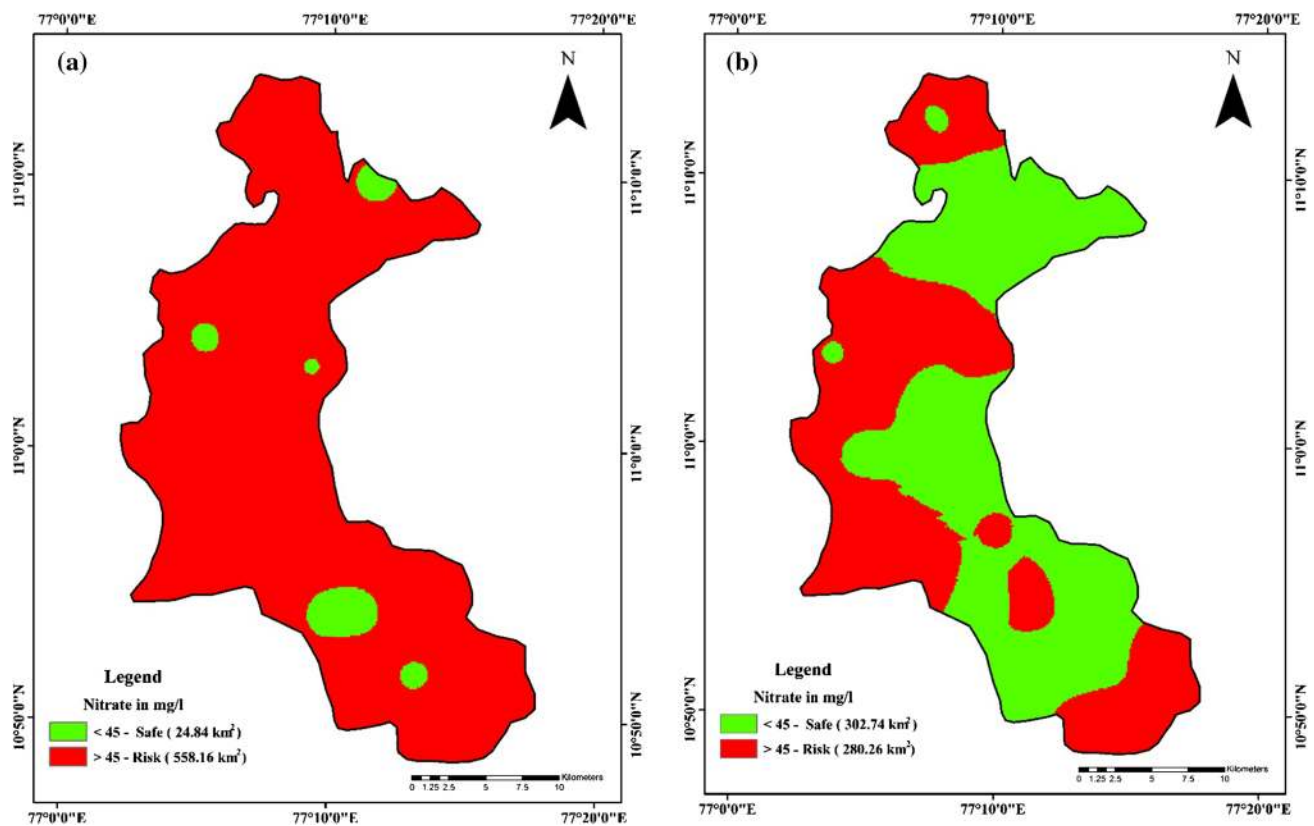 77°0'0"E 77°10'0"E 77°20'0"E
(a)
N
11°10'0"N 11°10'0"N
11°0'0"N 11°0'0"N
10°50'0"N 10°50'0"N
Legend
Nitrate in mg/l
< 45 - Safe ( 24.84 km²)
> 45 - Risk ( 558.16 km²)
Kilometers
0 1.25 2.5 5 7.5 10
77°0'0"E 77°10'0"E 77°20'0"E
77°0'0"E 77°10'0"E 77°20'0"E
(b)
N
11°10'0"N 11°10'0"N
11°0'0"N 11°0'0"N
10°50'0"N 10°50'0"N
Legend
Nitrate in mg/l
< 45 - Safe ( 302.74 km²)
> 45 - Risk ( 280.26 km²)
Kilometers
0 1.25 2.5 5 7.5 10
77°0'0"E 77°10'0"E 77°20'0"E